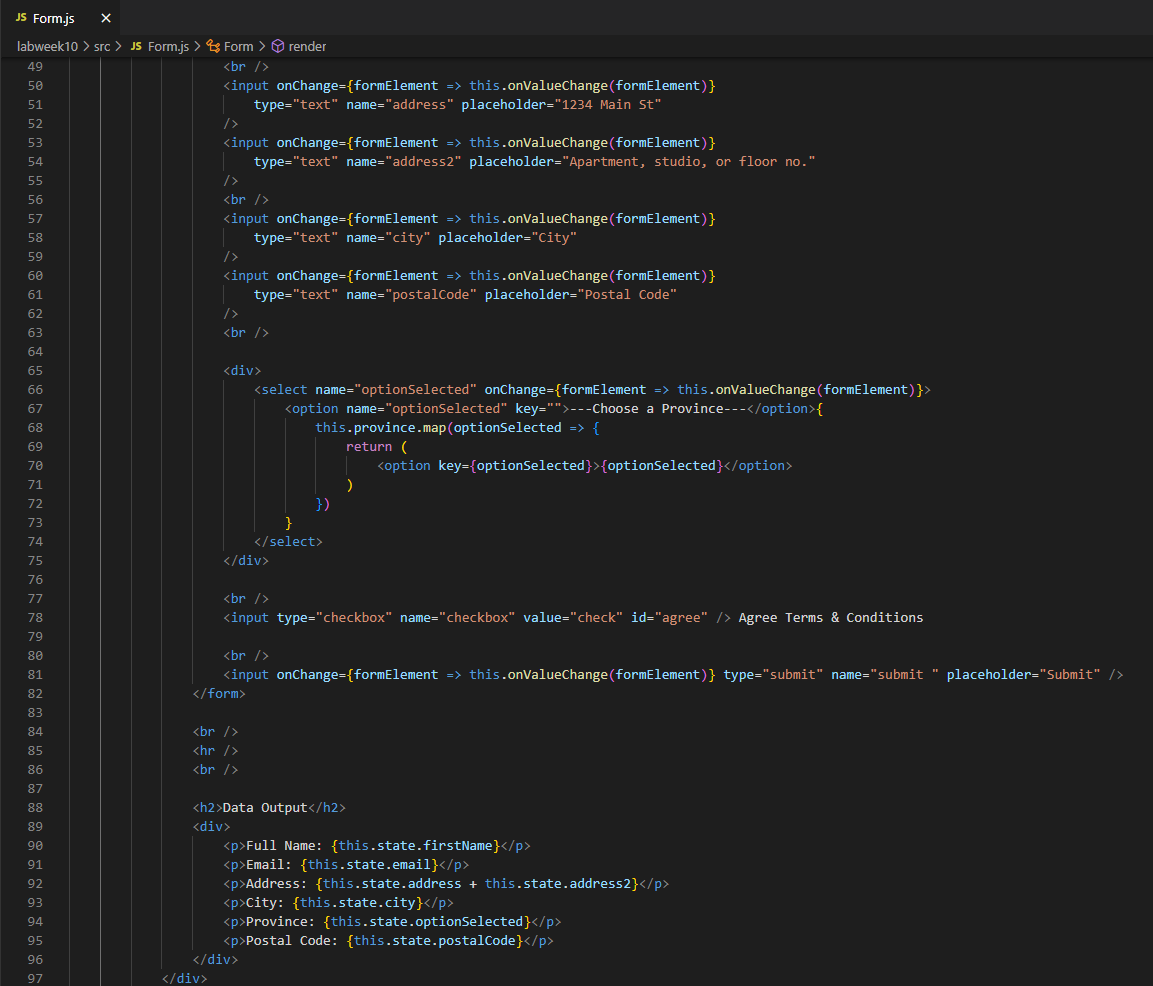 JS Form.js ×
labweek10 > src > JS Form.js > Form > render
49 <br />
50 <input onChange={formElement => this.onValueChange(formElement)}
51 type="text" name="address" placeholder="1234 Main St"
52 />
53 <input onChange={formElement => this.onValueChange(formElement)}
54 type="text" name="address2" placeholder="Apartment, studio, or floor no."
55 />
56 <br />
57 <input onChange={formElement => this.onValueChange(formElement)}
58 type="text" name="city" placeholder="City"
59 />
60 <input onChange={formElement => this.onValueChange(formElement)}
61 type="text" name="postalCode" placeholder="Postal Code"
62 />
63 <br />
64
65 <div>
66 <select name="optionSelected" onChange={formElement => this.onValueChange(formElement)}>
67 <option name="optionSelected" key="">---Choose a Province---</option>{
68 this.province.map(optionSelected => {
69 return (
70 <option key={optionSelected}>{optionSelected}</option>
71 )
72 })
73 }
74 </select>
75 </div>
76
77 <br />
78 <input type="checkbox" name="checkbox" value="check" id="agree" /> Agree Terms & Conditions
79
80 <br />
81 <input onChange={formElement => this.onValueChange(formElement)} type="submit" name="submit " placeholder="Submit" />
82 </form>
83
84 <br />
85 <hr />
86 <br />
87
88 <h2>Data Output</h2>
89 <div>
90 <p>Full Name: {this.state.firstName}</p>
91 <p>Email: {this.state.email}</p>
92 <p>Address: {this.state.address + this.state.address2}</p>
93 <p>City: {this.state.city}</p>
94 <p>Province: {this.state.optionSelected}</p>
95 <p>Postal Code: {this.state.postalCode}</p>
96 </div>
97 </div>